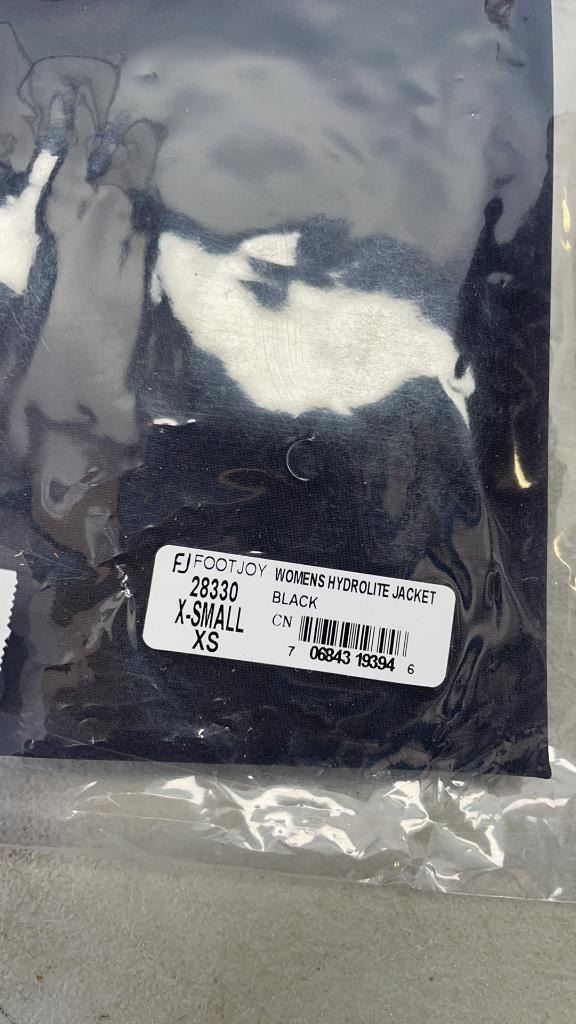 FJ FOOTJOY WOMENS HYDROLITE JACKET
28330 BLACK
X-SMALL CN
XS
7 06843 19394 6